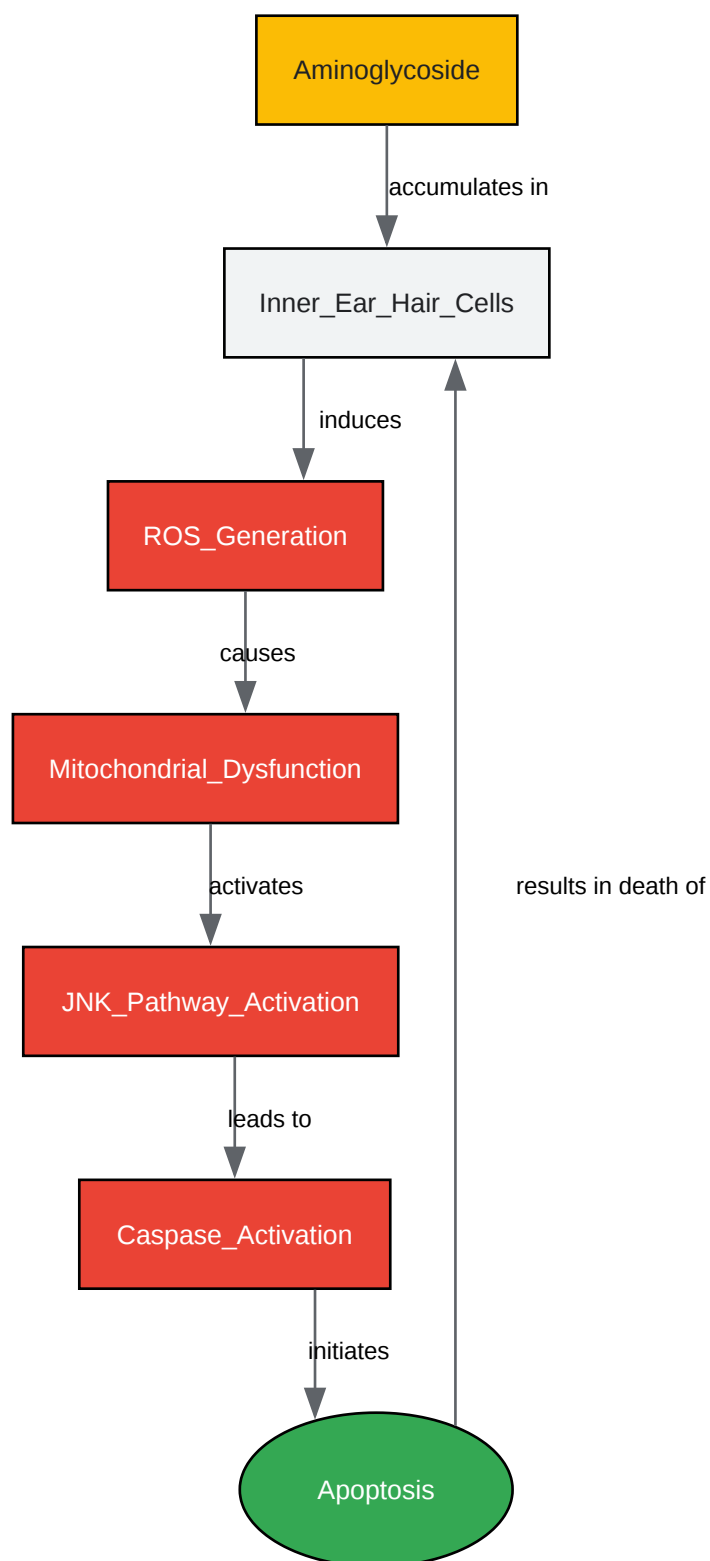 Aminoglycoside
accumulates in
Inner_Ear_Hair_Cells
induces
ROS_Generation
causes
Mitochondrial_Dysfunction
activates
results in death of
JNK_Pathway_Activation
leads to
Caspase_Activation
initiates
Apoptosis